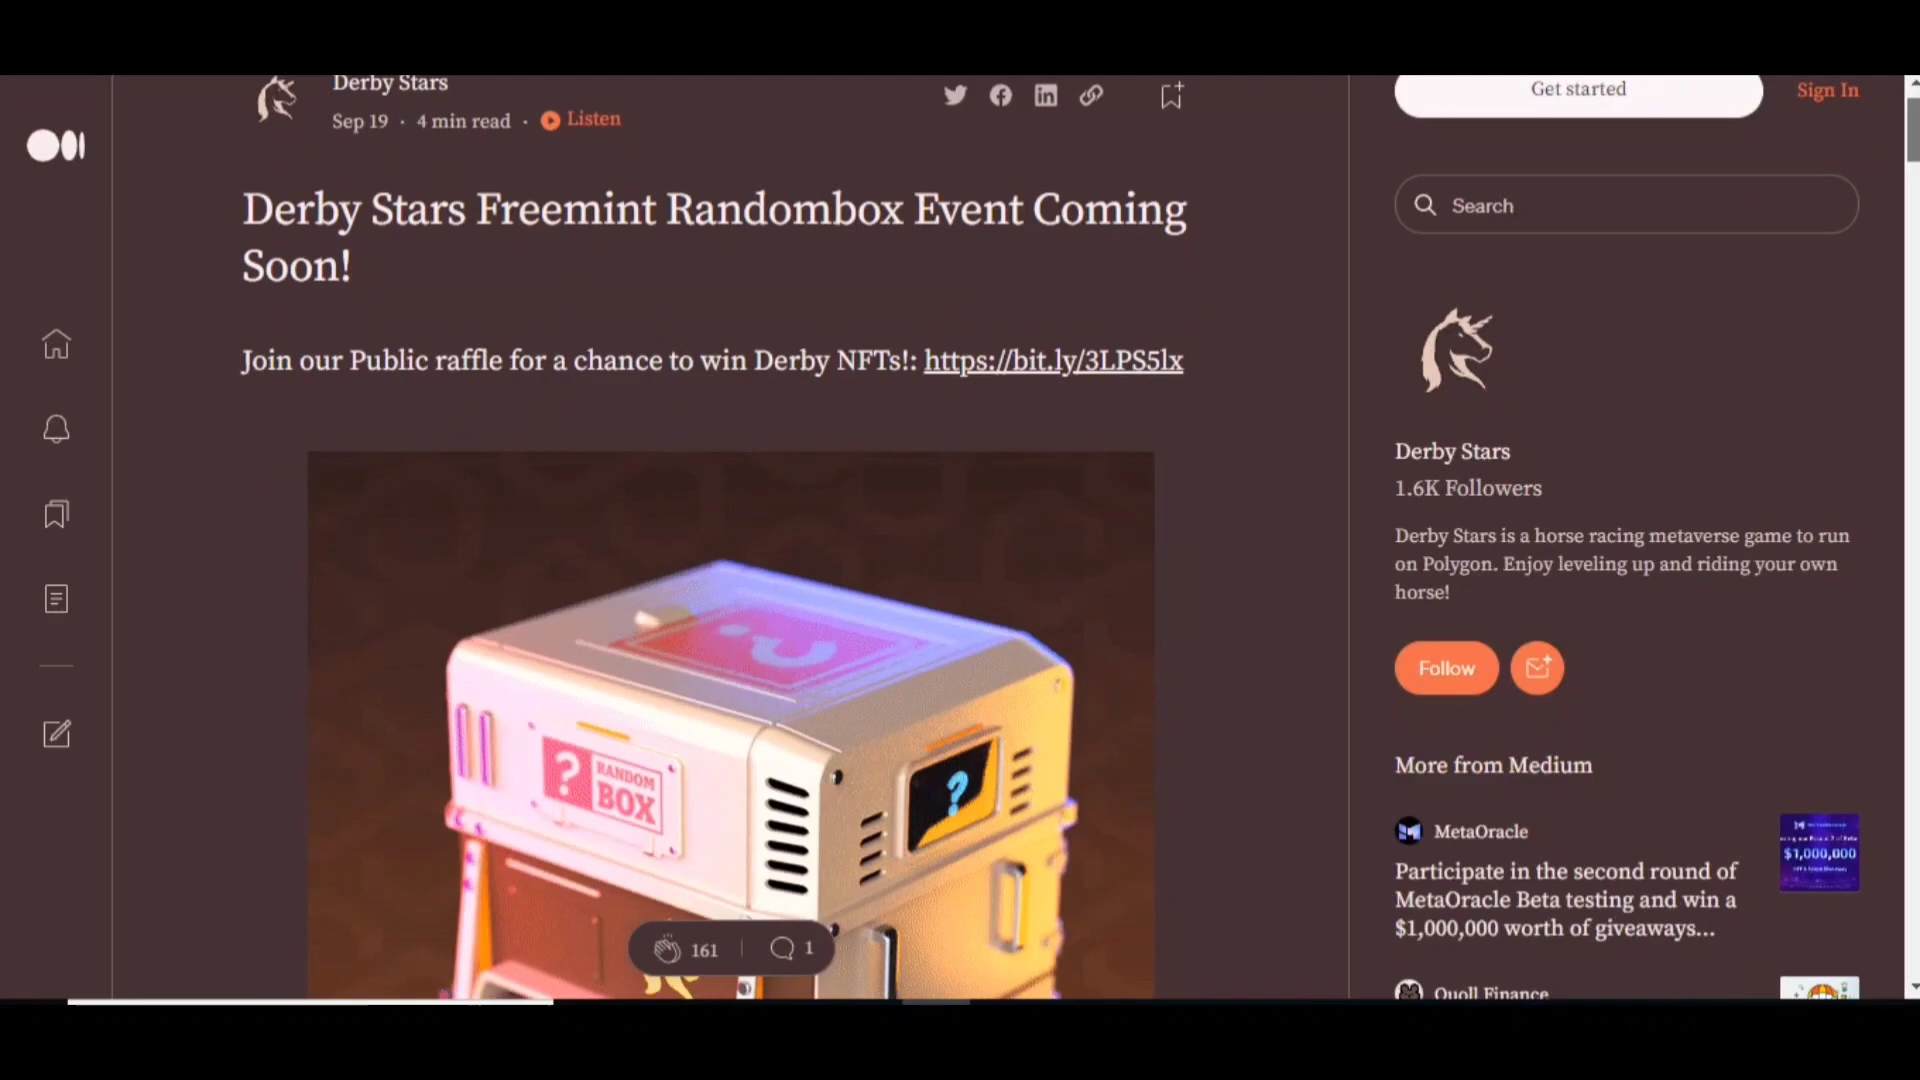 Derby Stars
Sep 19 · 4 min read · Listen
Derby Stars Freemint Randombox Event Coming
Soon!
Join our Public raffle for a chance to win Derby NFTs!: https://bit.ly/3LPS5lx
?
? RANDOM
BOX
?
161
1
Get started
Sign In
Search
Derby Stars
1.6K Followers
Derby Stars is a horse racing metaverse game to run
on Polygon. Enjoy leveling up and riding your own
horse!
Follow
More from Medium
MetaOracle
Participate in the second round of
MetaOracle Beta testing and win a
$1,000,000 worth of giveaways...
$1,000,000
Quoll Finance